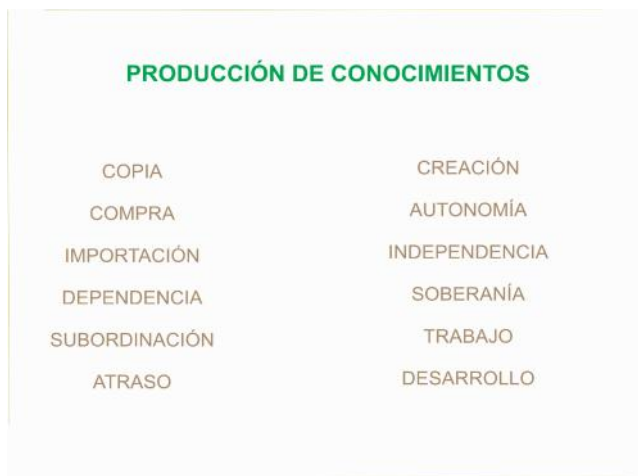 PRODUCCIÓN DE CONOCIMIENTOS
COPIA
COMPRA
IMPORTACIÓN
DEPENDENCIA
SUBORDINACIÓN
ATRASO
CREACIÓN
AUTONOMÍA
INDEPENDENCIA
SOBERANÍA
TRABAJO
DESARROLLO